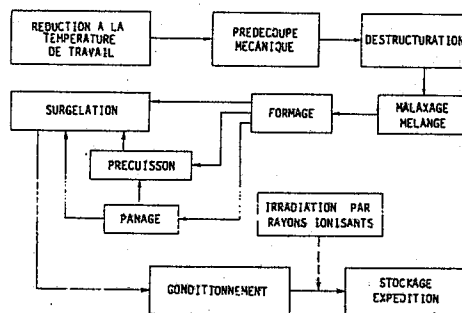 REDUCTION A LA
TEMPERATURE
DE TRAVAIL
PREDECOUPE
MECANIQUE
DESTRUCTURATION
SURGELATION
FORMAGE
MALAXAGE
MELANGE
PRECUISSON
PANAGE
IRRADIATION PAR
RAYONS IONISANTS
GONDITIONNEMENT
STOCKAGE
EXPEDITION